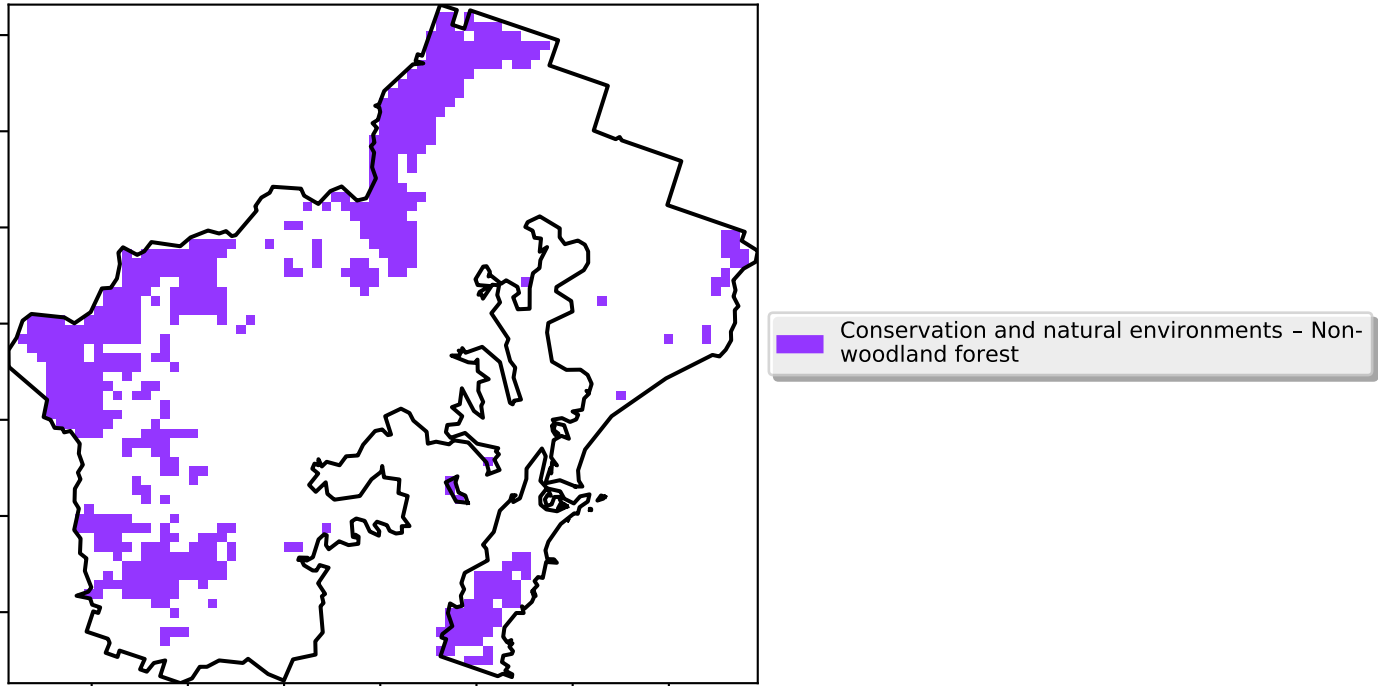 Conservation and natural environments – Non-
woodland forest